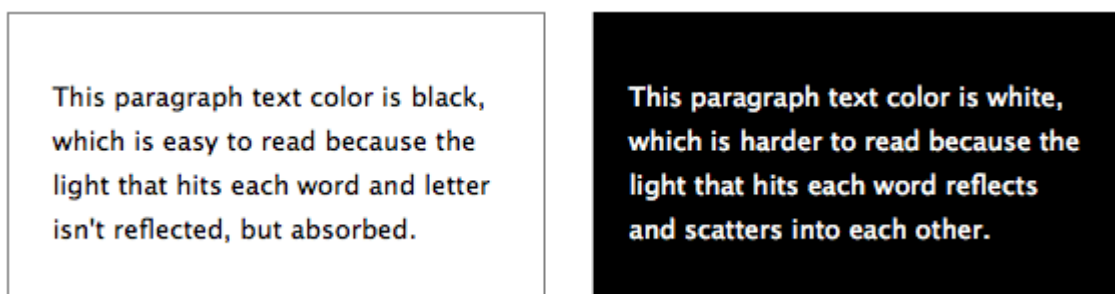 This paragraph text color is black,
which is easy to read because the
light that hits each word and letter
isn't reflected, but absorbed.
This paragraph text color is white,
which is harder to read because the
light that hits each word reflects
and scatters into each other.